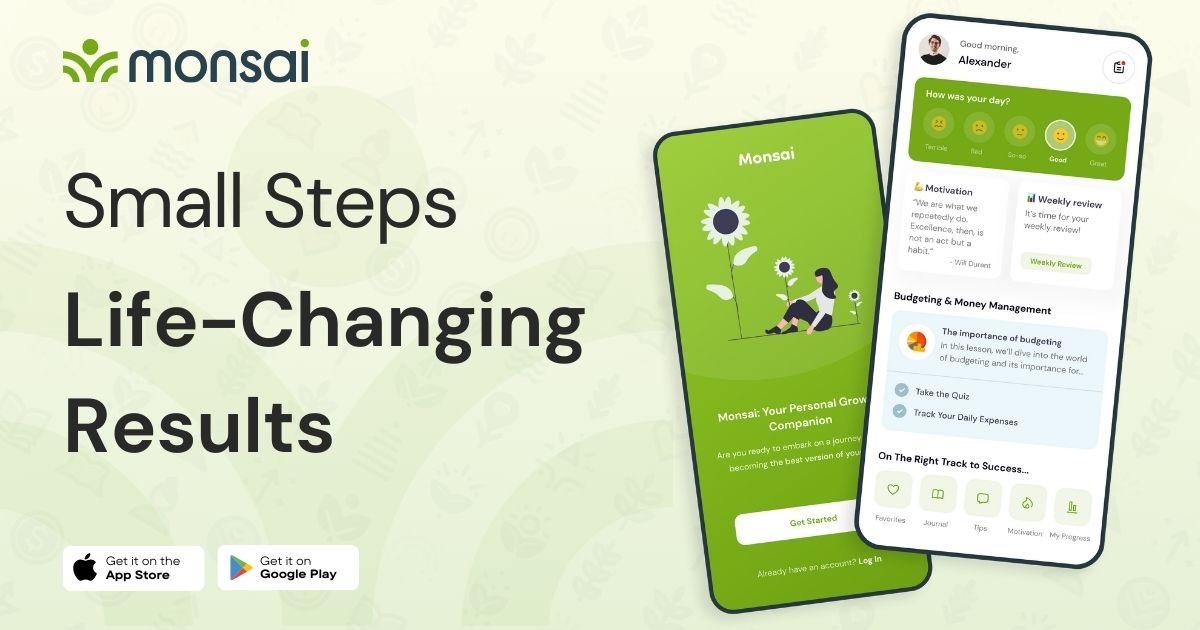 monsai
Small Steps
Life-Changing
Results
Get it on the
App Store
Get it on
Google Play
Monsai
Monsai: Your Personal Grow
Companion
Are you ready to embark on a journey
becoming the best version of your
Get Started
Already have an account? Log In
Good morning,
Alexander
How was your day?
Terrible
Bad
So-so
Good
Great
💪 Motivation
"We are what we
repeatedly do.
Excellence, then, is
not an act but a
habit."
- Will Durant
📊 Weekly review
It's time for your
weekly review!
Weekly Review
Budgeting & Money Management
The importance of budgeting
In this lesson, we'll dive into the world
of budgeting and its importance for...
Take the Quiz
Track Your Daily Expenses
On The Right Track to Success...
Favorites
Journal
Tips
Motivation
My Progress